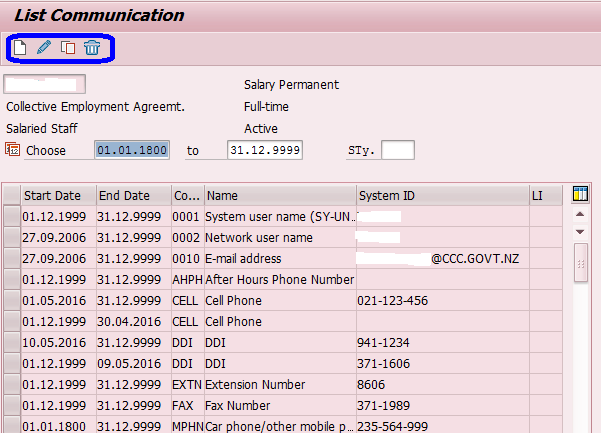 List Communication
Salary Permanent
Collective Employment Agreemt. Full-time
Salaried Staff Active
Choose 01.01.1800 to 31.12.9999 STy.
Start Date End Date Co... Name System ID LI
01.12.1999 31.12.9999 0001 System user name (SY-UN...
27.09.2006 31.12.9999 0002 Network user name
27.09.2006 31.12.9999 0010 E-mail address @CCC.GOVT.NZ
01.12.1999 31.12.9999 AHPH After Hours Phone Number
01.05.2016 31.12.9999 CELL Cell Phone 021-123-456
01.12.1999 30.04.2016 CELL Cell Phone
10.05.2016 31.12.9999 DDI DDI 941-1234
01.12.1999 09.05.2016 DDI DDI 371-1606
01.12.1999 31.12.9999 EXTN Extension Number 8606
01.12.1999 31.12.9999 FAX Fax Number 371-1989
01.01.1800 31.12.9999 MPHN Car phone/other mobile p... 235-564-999